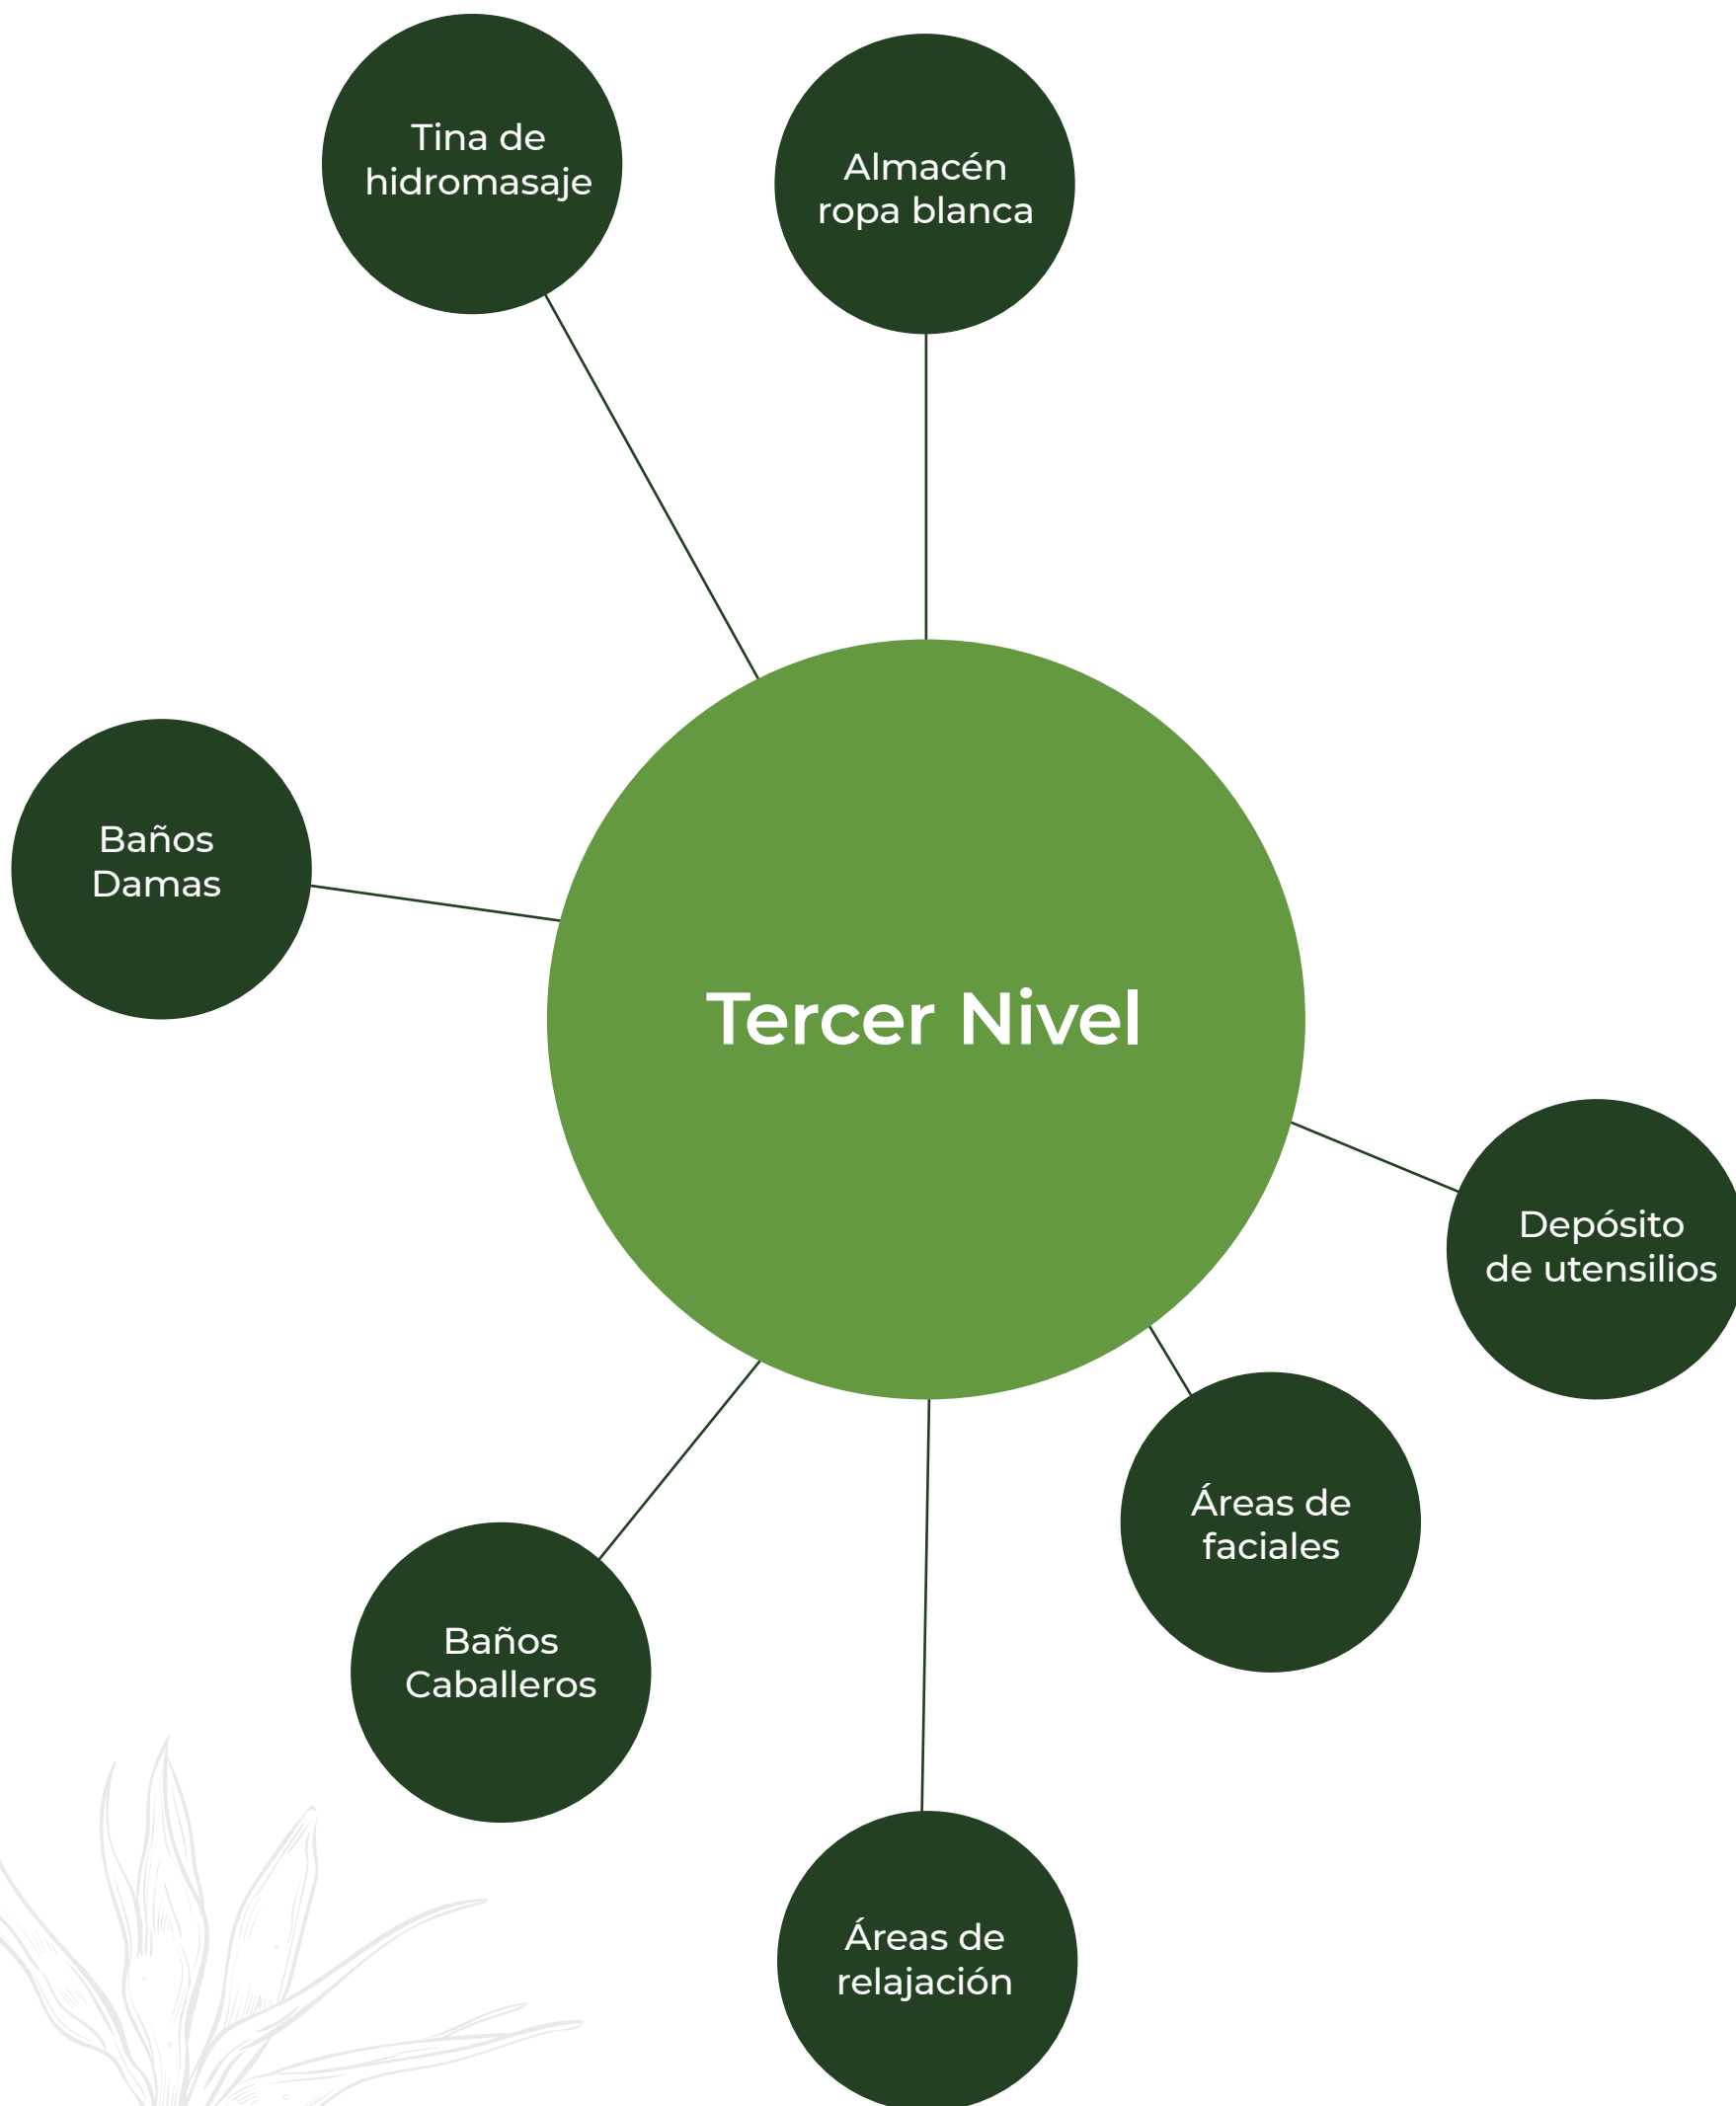 Tina de
hidromasaje
Almacén
ropa blanca
Baños
Damas
Tercer Nivel
Depósito
de utensilios
Áreas de
faciales
Baños
Caballeros
Áreas de
relajación